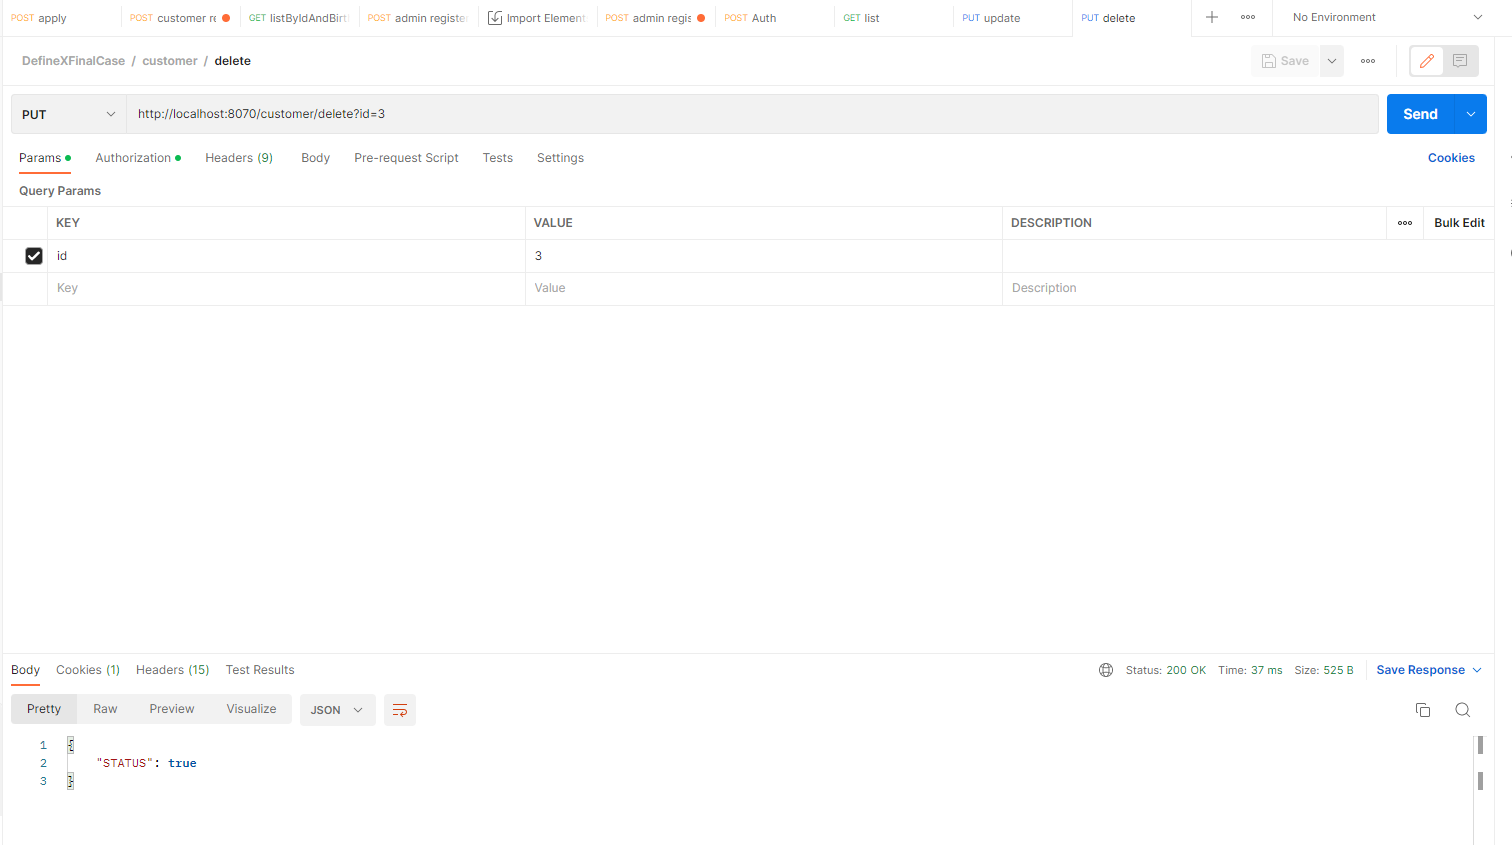 POST apply POST customer re GET listByIdAndBirt POST admin register Import Element POST admin regis POST Auth GET list PUT update PUT delete No Environment
DefineXFinalCase / customer / delete Save
PUT http://localhost:8070/customer/delete?id=3 Send
Params Authorization Headers (9) Body Pre-request Script Tests Settings Cookies
Query Params
KEY VALUE DESCRIPTION Bulk Edit
id 3
Key Value Description
Body Cookies (1) Headers (15) Test Results Status: 200 OK Time: 37 ms Size: 525 B Save Response
Pretty Raw Preview Visualize JSON
1 {
2 "STATUS": true
3 }